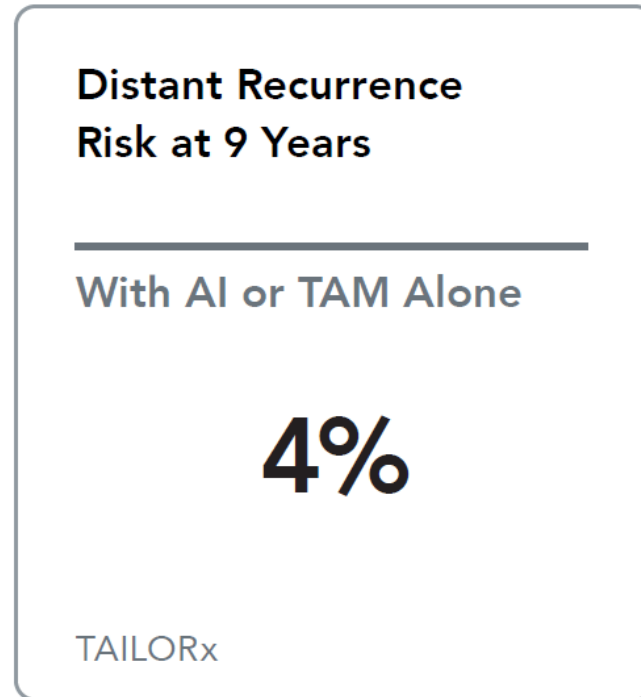 Distant Recurrence
Risk at 9 Years
With AI or TAM Alone
4%
TAILORx